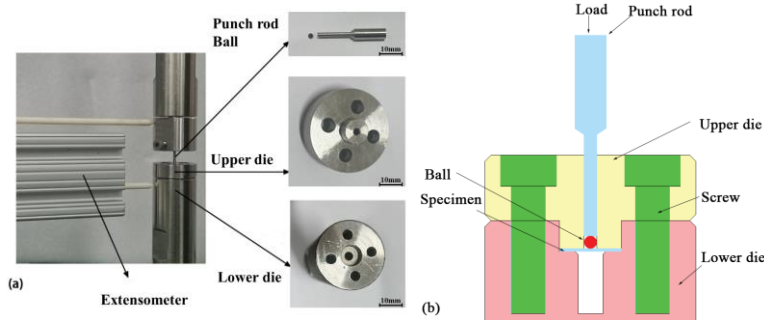 Punch rod
Ball
10mm
Upper die
10mm
Lower die
10mm
Extensometer
(a)
Load
Punch rod
Upper die
Ball
Specimen
Screw
Lower die
(b)